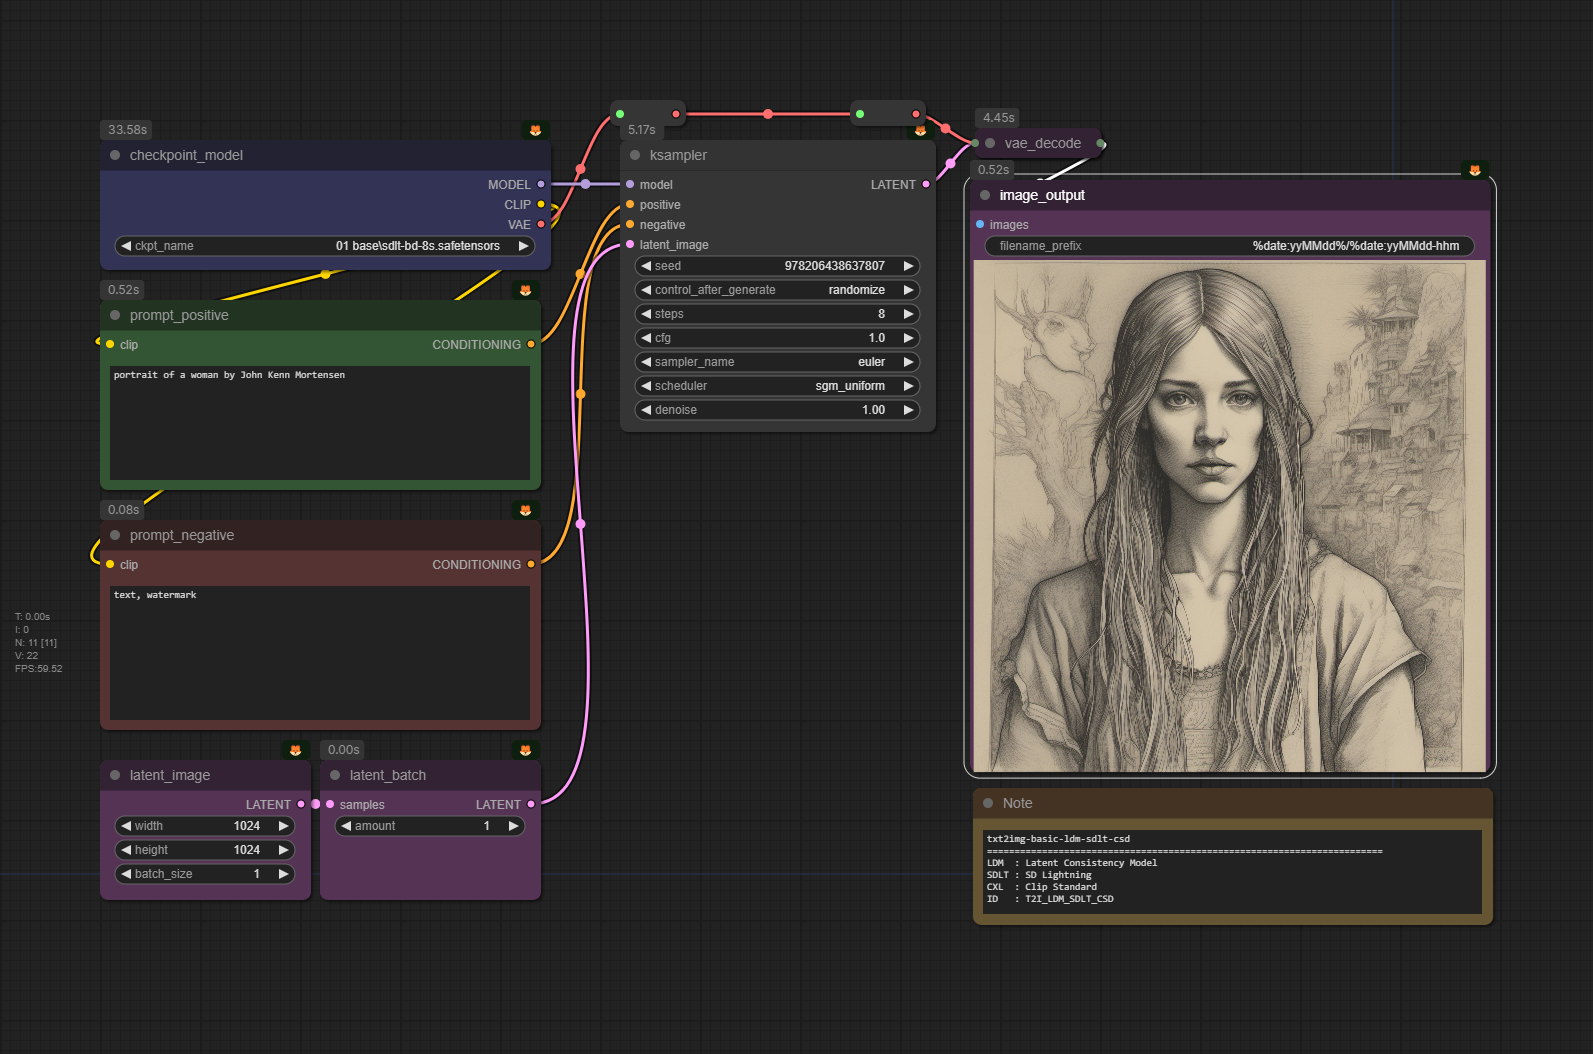 33.58s
checkpoint_model
MODEL
CLIP
VAE
ckpt_name 01 base\sdlt-bd-8s.safetensors
0.52s
prompt_positive
clip CONDITIONING
portrait of a woman by John Kenn Mortensen
0.08s
prompt_negative
clip CONDITIONING
text, watermark
T: 0.00s
I: 0
N: 11 [11]
V: 22
FPS:59.52
latent_image
LATENT
width 1024
height 1024
batch_size 1
0.00s
latent_batch
samples LATENT
amount 1
5.17s
ksampler
model LATENT
positive
negative
latent_image
seed 978206438637807
control_after_generate randomize
steps 8
cfg 1.0
sampler_name euler
scheduler sgm_uniform
denoise 1.00
4.45s
vae_decode
0.52s
image_output
images
filename_prefix %date:yyMMdd%/%date:yyMMdd-hhm
Note
txt2img-basic-ldm-sdlt-csd
========================================================================
LDM : Latent Consistency Model
SDLT : SD Lightning
CXL : Clip Standard
ID : T2I_LDM_SDLT_CSD